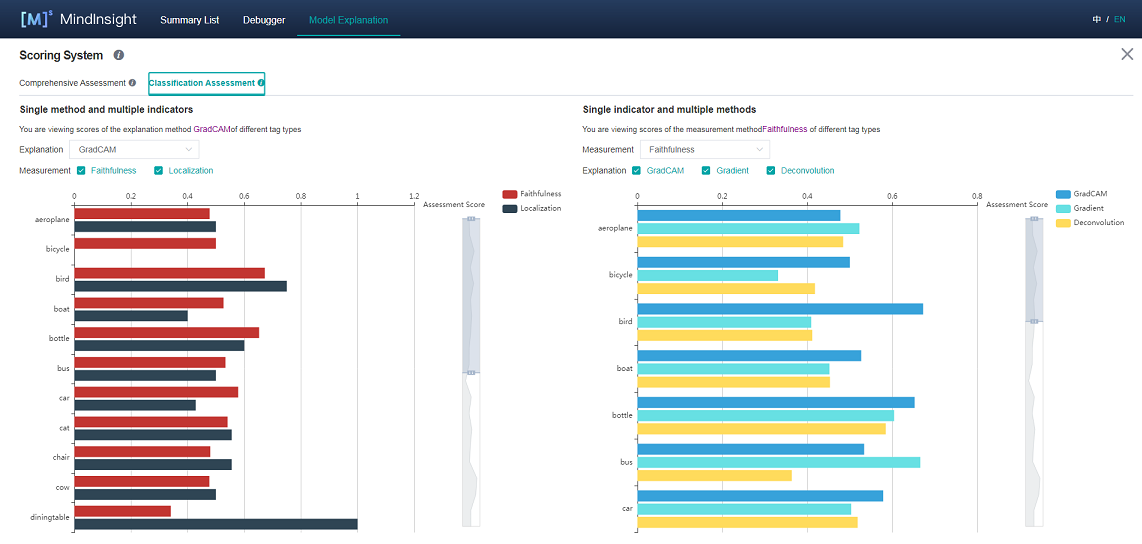 [M]s MindInsight Summary List Debugger Model Explanation 中 / EN
Scoring System i
Comprehensive Assessment i Classification Assessment i
Single method and multiple indicators
You are viewing scores of the explanation method GradCAMof different tag types
Explanation GradCAM
Measurement Faithfulness Localization
0 0.2 0.4 0.6 0.8 1 1.2
Assessment Score
Faithfulness
Localization
aeroplane
bicycle
bird
boat
bottle
bus
car
cat
chair
cow
diningtable
Single indicator and multiple methods
You are viewing scores of the measurement methodFaithfulness of different tag types
Measurement Faithfulness
Explanation GradCAM Gradient Deconvolution
0 0.2 0.4 0.6 0.8
Assessment Score
GradCAM
Gradient
Deconvolution
aeroplane
bicycle
bird
boat
bottle
bus
car